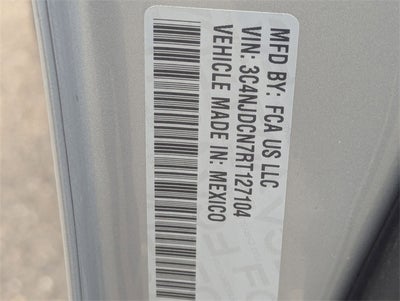 MFD BY: FCA US LLC
VIN: 3C4NJDCN7RT127104
VEHICLE MADE IN: MEXICO